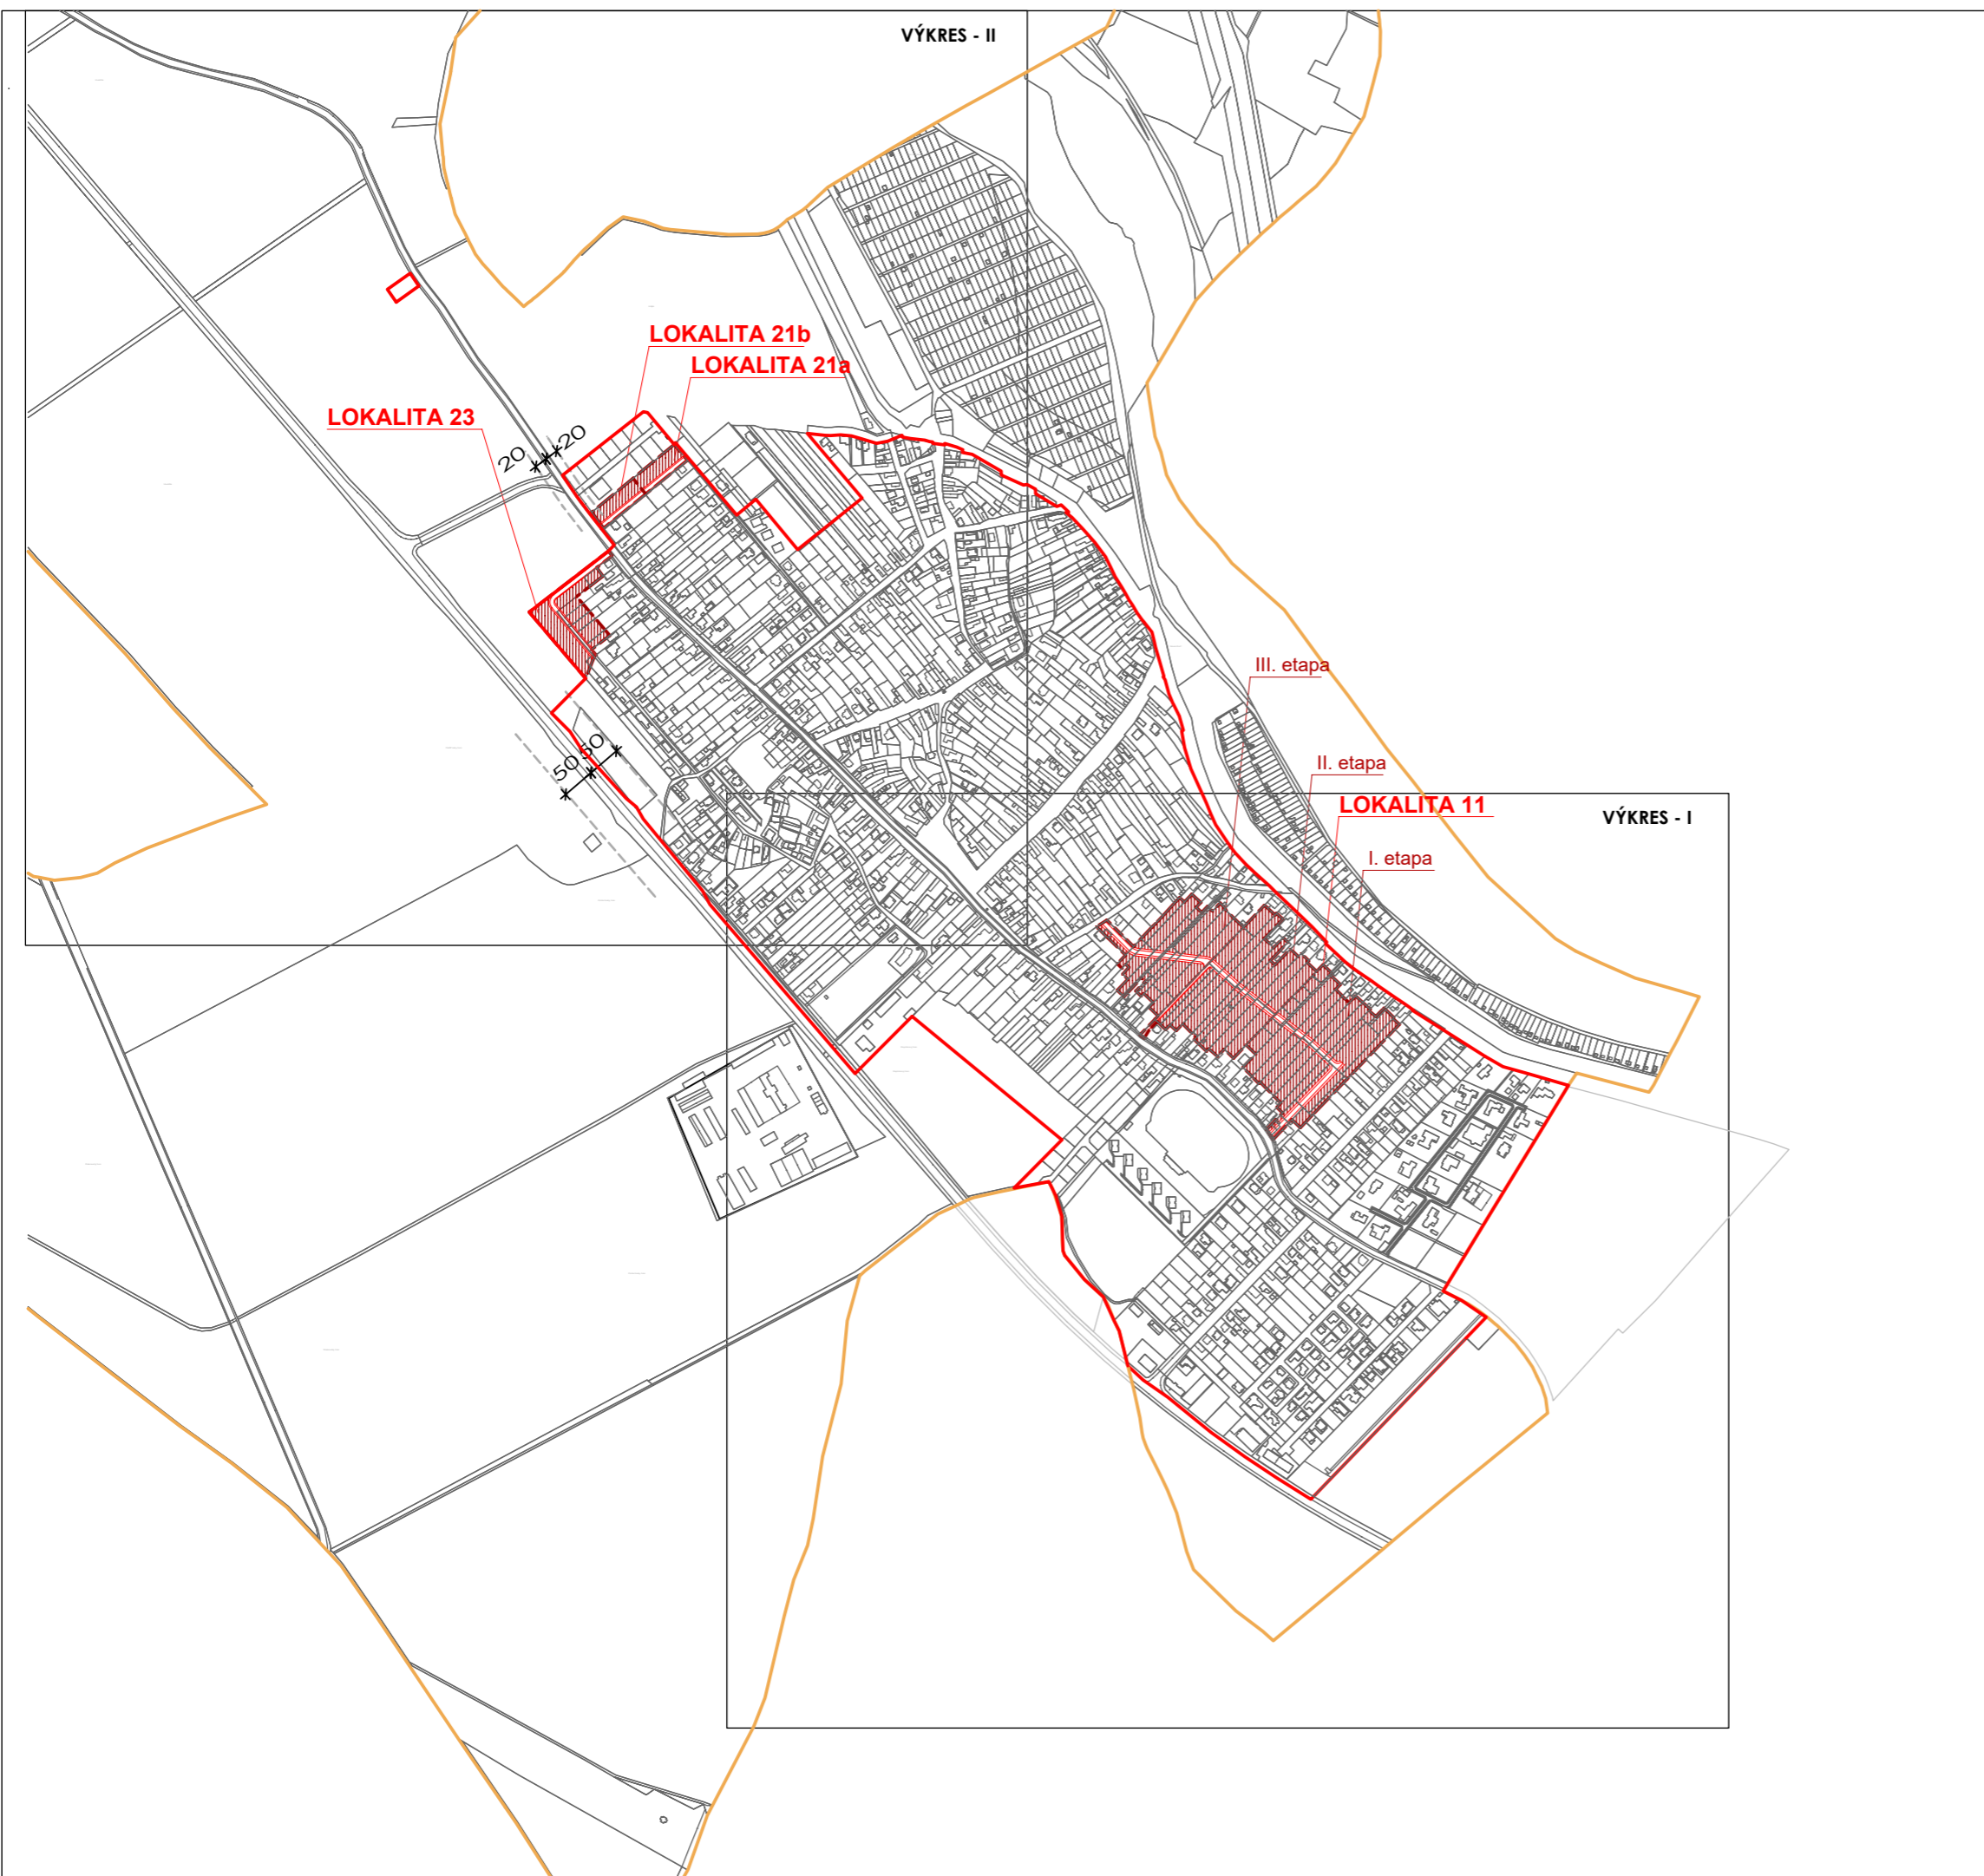 VÝKRES - II
LOKALITA 21b
LOKALITA 21a
LOKALITA 23
20
20
III. etapa
50
50
II. etapa
LOKALITA 11
VÝKRES - I
I. etapa